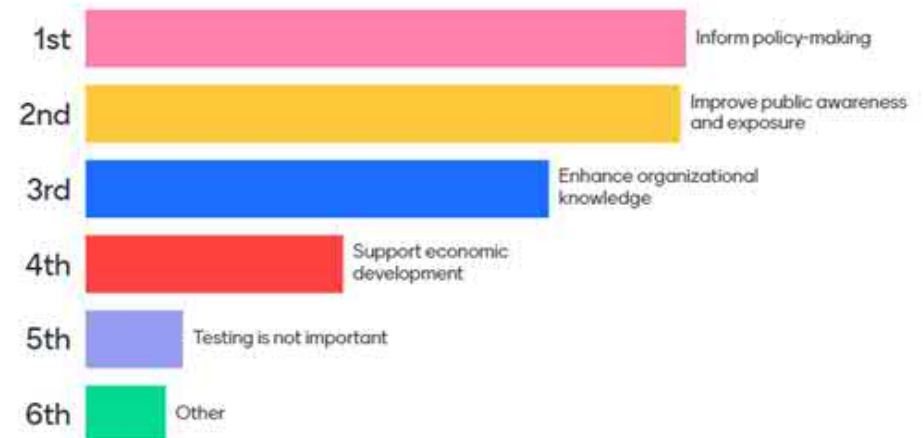 1st
Inform policy-making
2nd
Improve public awareness
and exposure
3rd
Enhance organizational
knowledge
4th
Support economic
development
5th
Testing is not important
6th
Other